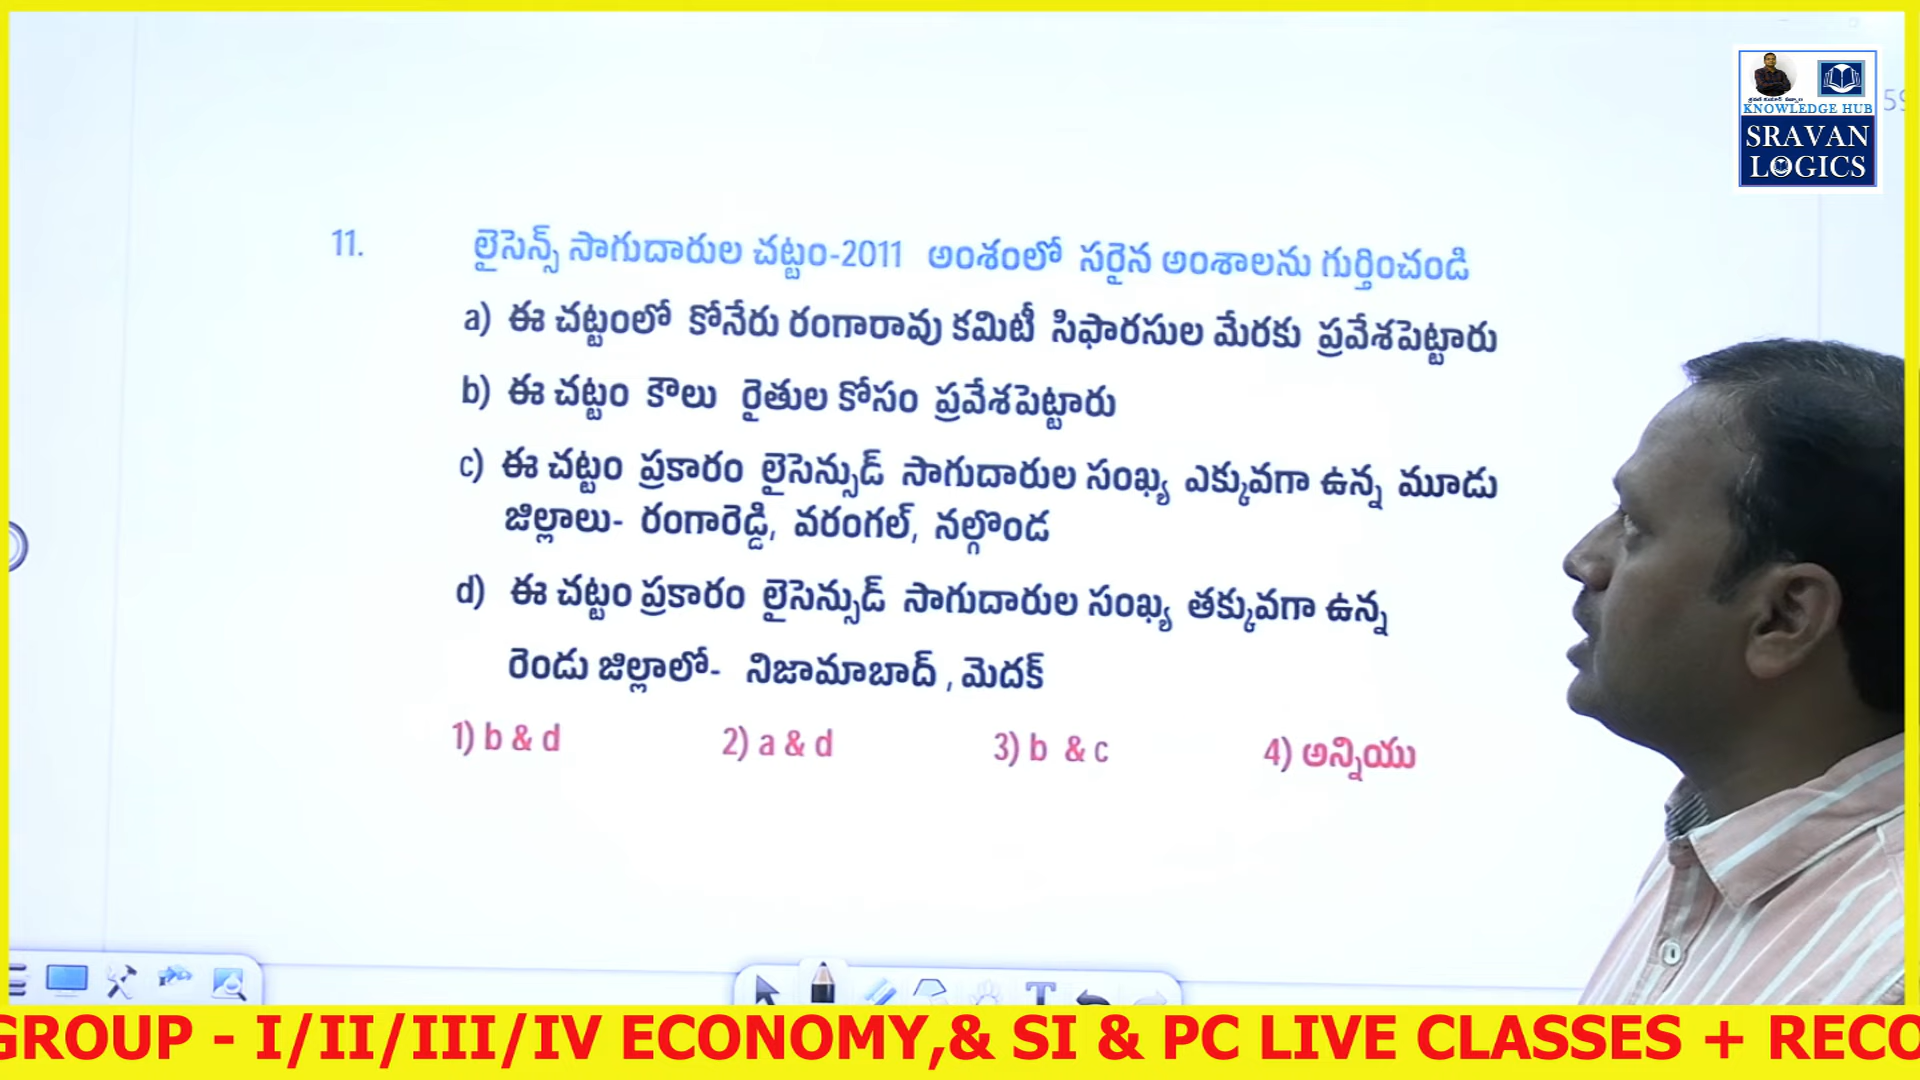 KNOWLEDGE HUB
SRAVAN
LOGICS
59
11. లైసెన్స్ సాగుదారుల చట్టం-2011 అంశంలో సరైన అంశాలను గుర్తించండి
a) ఈ చట్టంలో కోనేరు రంగారావు కమిటీ సిఫారసుల మేరకు ప్రవేశపెట్టారు
b) ఈ చట్టం కౌలు రైతుల కోసం ప్రవేశపెట్టారు
c) ఈ చట్టం ప్రకారం లైసెన్సుడ్ సాగుదారుల సంఖ్య ఎక్కువగా ఉన్న మూడు
జిల్లాలు- రంగారెడ్డి, వరంగల్, నల్గొండ
d) ఈ చట్టం ప్రకారం లైసెన్సుడ్ సాగుదారుల సంఖ్య తక్కువగా ఉన్న
రెండు జిల్లాలో- నిజామాబాద్ , మెదక్
1) b & d 2) a & d 3) b & c 4) అన్నియు
GROUP - I/II/III/IV ECONOMY,& SI & PC LIVE CLASSES + RECO